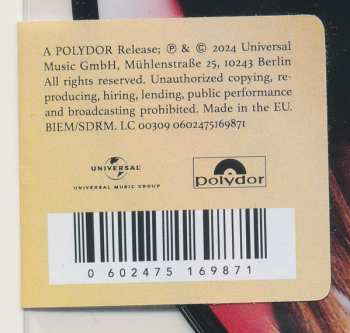 A POLYDOR Release; ℗ & © 2024 Universal
Music GmbH, Mühlenstraße 25, 10243 Berlin
All rights reserved. Unauthorized copying, re-
producing, hiring, lending, public performance
and broadcasting prohibited. Made in the EU.
BIEM/SDRM. LC 00309 0602475169871
UNIVERSAL
UNIVERSAL MUSIC GROUP
polydor
0 602475 169871